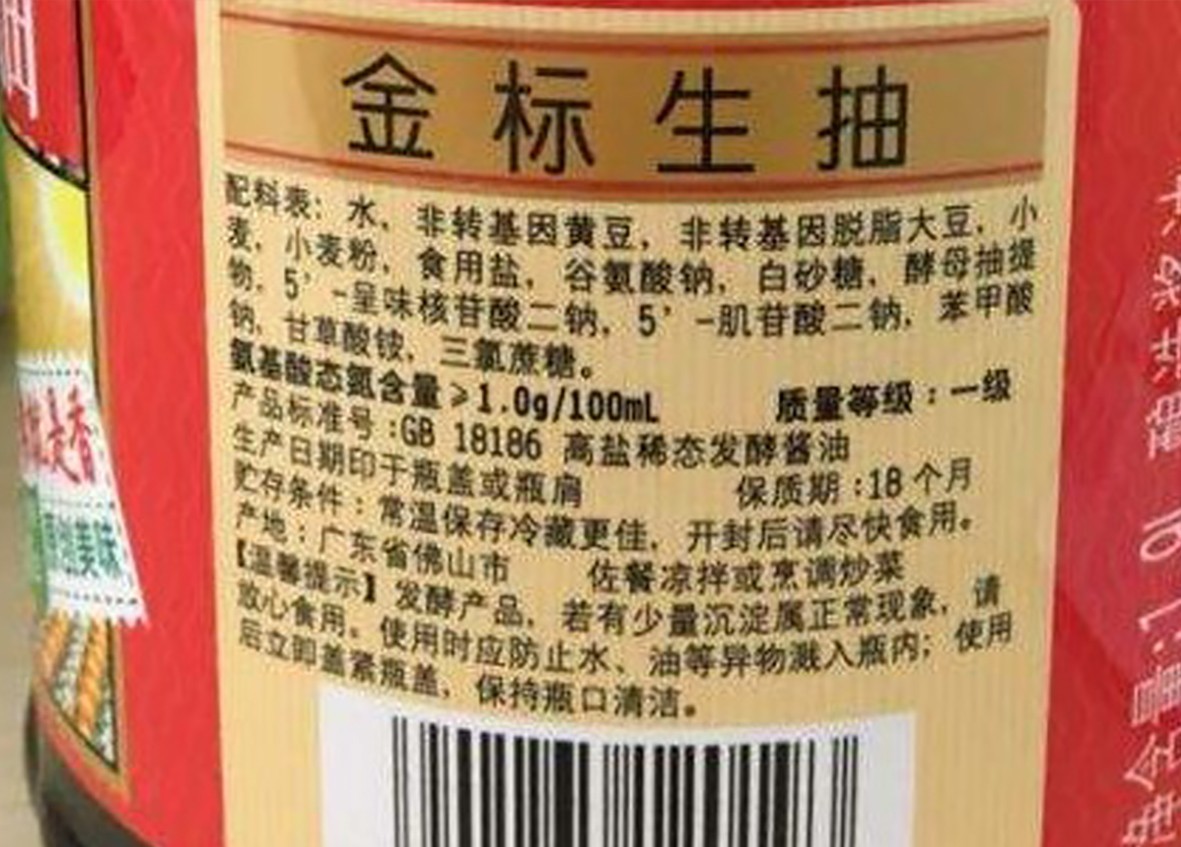 金标生抽
配料表：水，非转基因黄豆，非转基因脱脂大豆，小
麦，小麦粉，食用盐，谷氨酸钠，白砂糖，酵母抽提
物，5'-呈味核苷酸二钠，5'-肌苷酸二钠，苯甲酸
钠，甘草酸铵，三氯蔗糖。
氨基酸态氮含量≥1.0g/100mL 质量等级：一级
产品标准号：GB 18186 高盐稀态发酵酱油
生产日期印于瓶盖或瓶肩 保质期：18个月
贮存条件：常温保存冷藏更佳，开封后请尽快食用。
产地：广东省佛山市 佐餐凉拌或烹调炒菜
【温馨提示】发酵产品，若有少量沉淀属正常现象，请
放心食用。使用时应防止水、油等异物溅入瓶内；使用
后立即盖紧瓶盖，保持瓶口清洁。
是香
美味